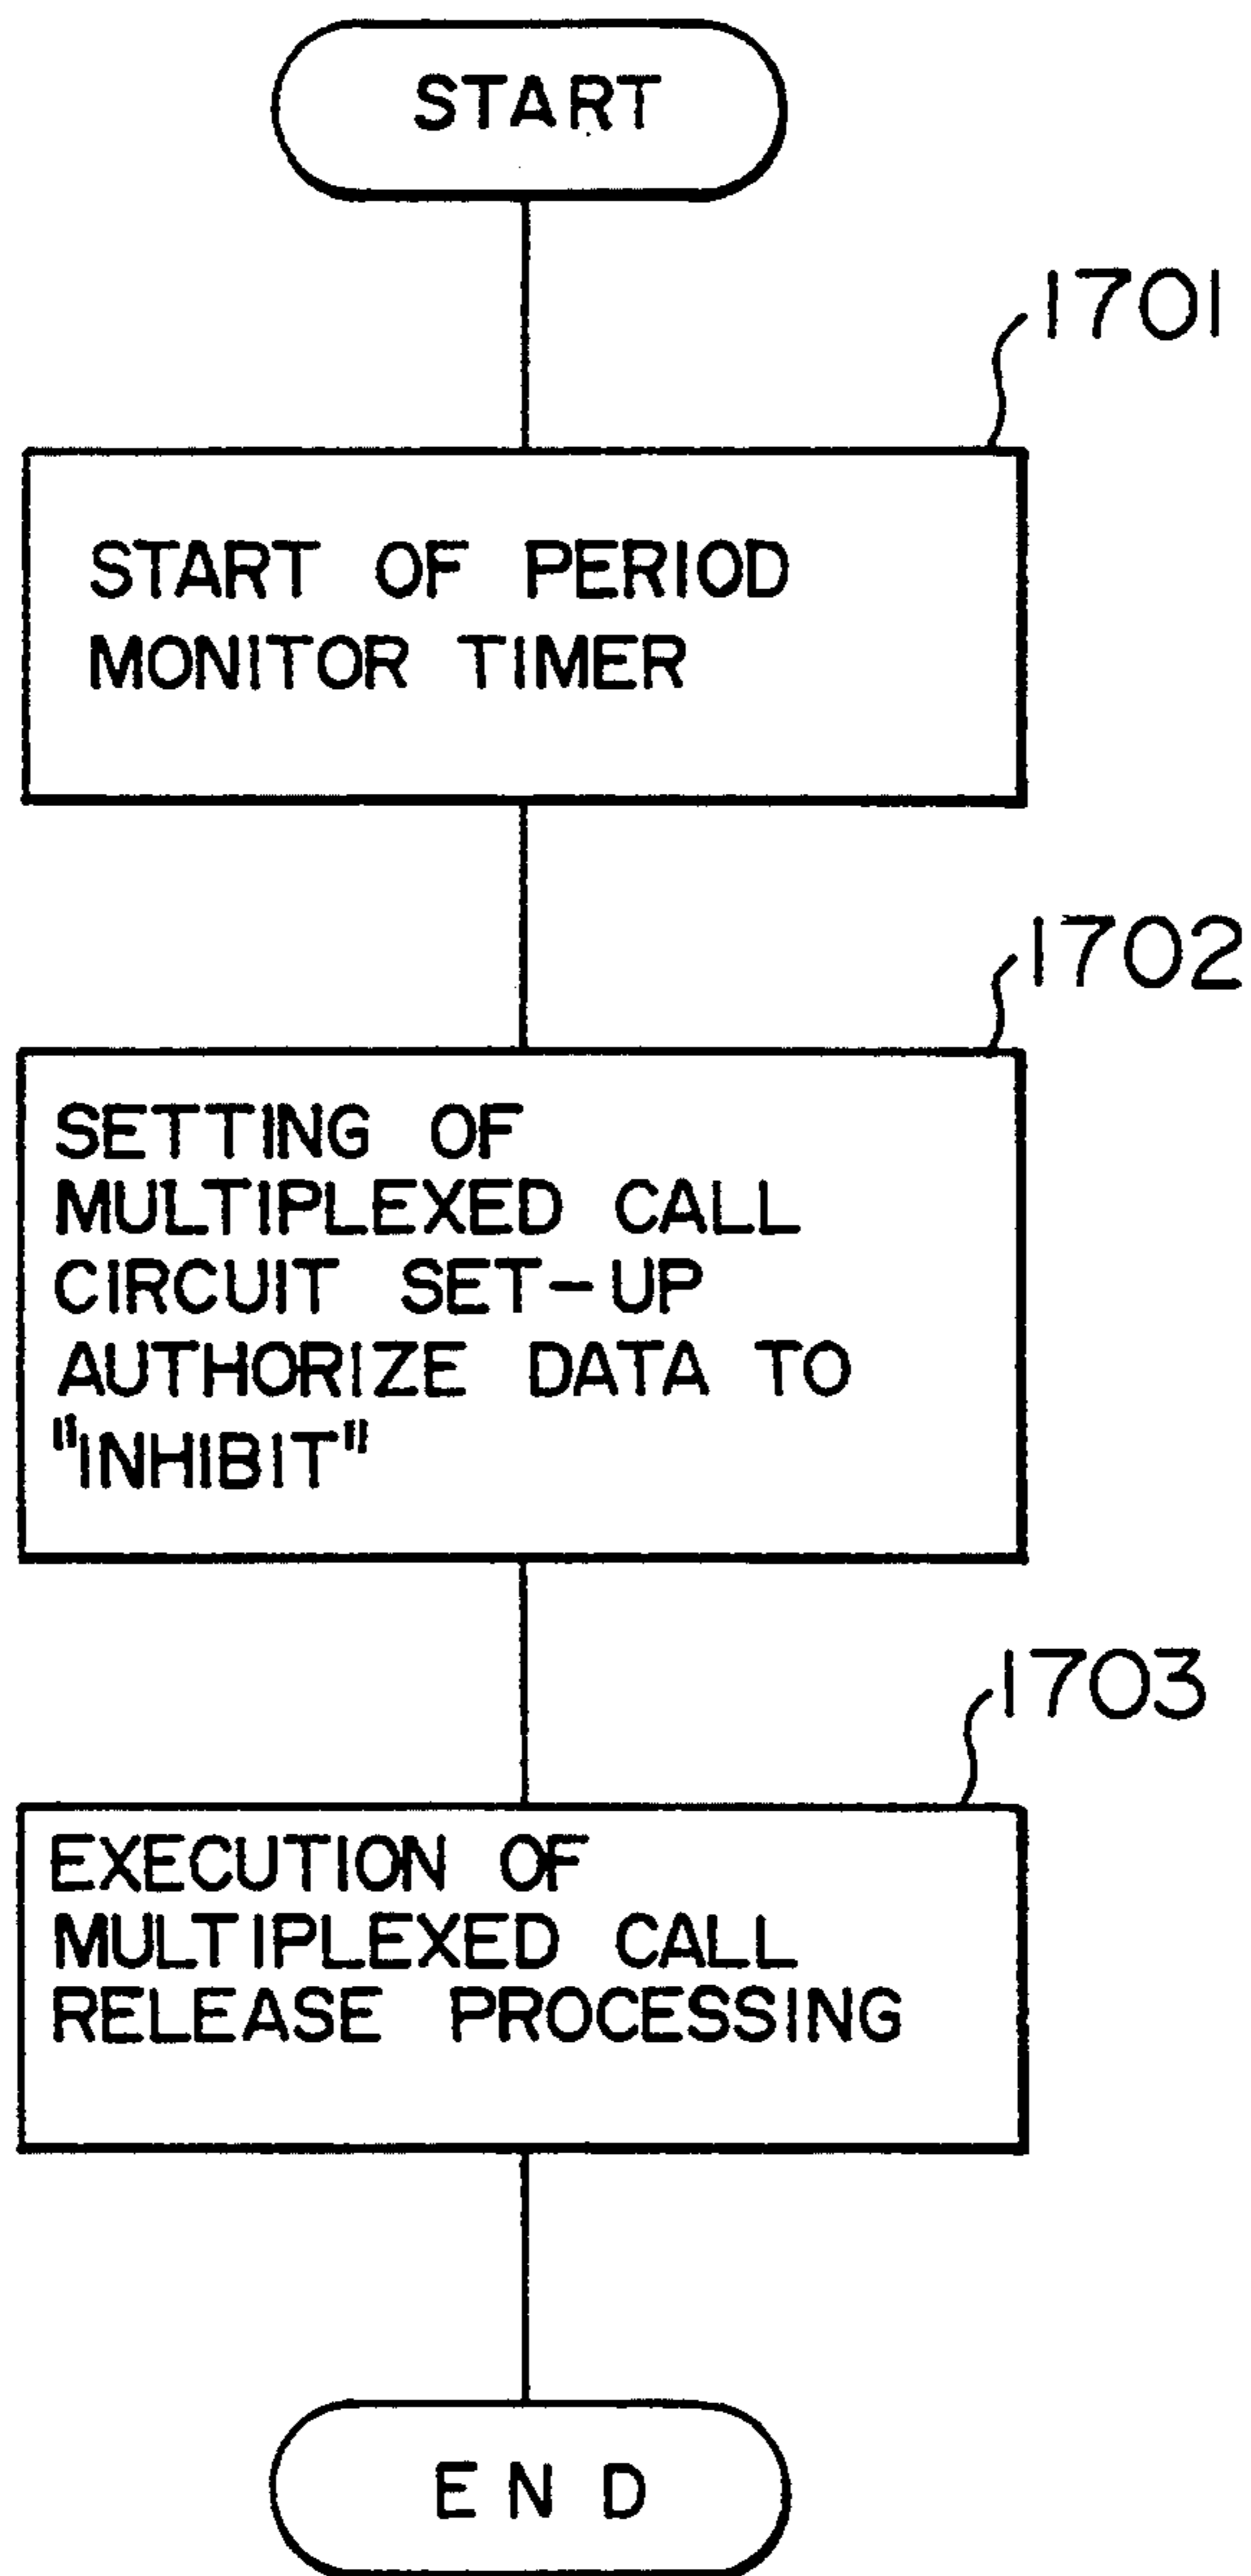 START
1701
START OF PERIOD
MONITOR TIMER
1702
SETTING OF
MULTIPLEXED CALL
CIRCUIT SET-UP
AUTHORIZE DATA TO
"INHIBIT"
1703
EXECUTION OF
MULTIPLEXED CALL
RELEASE PROCESSING
END